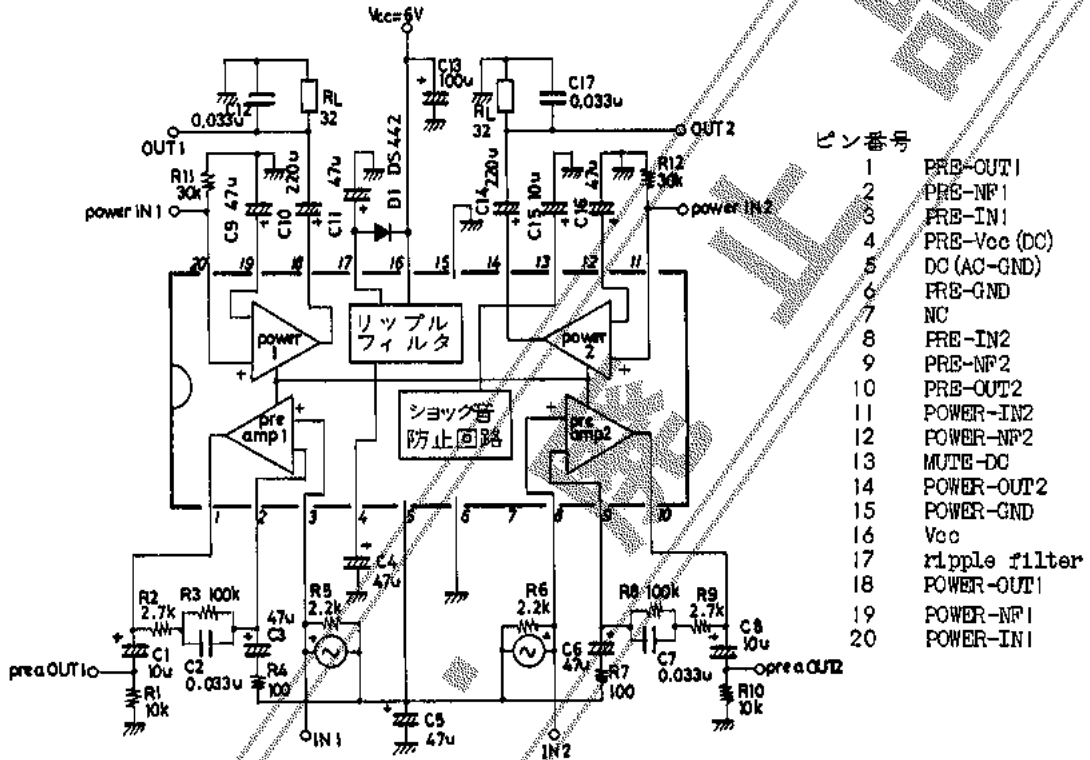 Vcc=6V
C13
100u
C12
0.033u
RL
32
RL
32
C17
0.033u
OUT1
OUT2
R11
30k
47u
C9
220u
C10
47u
C11
D1 DS442
220u
C14
10u
C15
47u
C16
R12
30k
power IN1
power IN2
20 19 18 17 16 15 14 13 12 11
power
1
リップル
フィルタ
power
2
ショック音
防止回路
pre
amp1
pre
amp2
1 2 3 4 5 6 7 8 9 10
R2
2.7k
R3 100k
C2
0.033u
47u
C3
R4
100
C1
10u
R1
10k
prea OUT1
R5
2.2k
C4
47u
IN 1
C5
47u
R6
2.2k
IN 2
C6
47u
R7
100
R8 100k
C7
0.033u
R9
2.7k
C8
10u
R10
10k
prea OUT2
ピン番号
1 PRE-OUT1
2 PRE-NF1
3 PRE-IN1
4 PRE-Vcc (DC)
5 DC (AC-GND)
6 PRE-GND
7 NC
8 PRE-IN2
9 PRE-NF2
10 PRE-OUT2
11 POWER-IN2
12 POWER-NF2
13 MUTE-DC
14 POWER-OUT2
15 POWER-GND
16 Vcc
17 ripple filter
18 POWER-OUT1
19 POWER-NF1
20 POWER-IN1